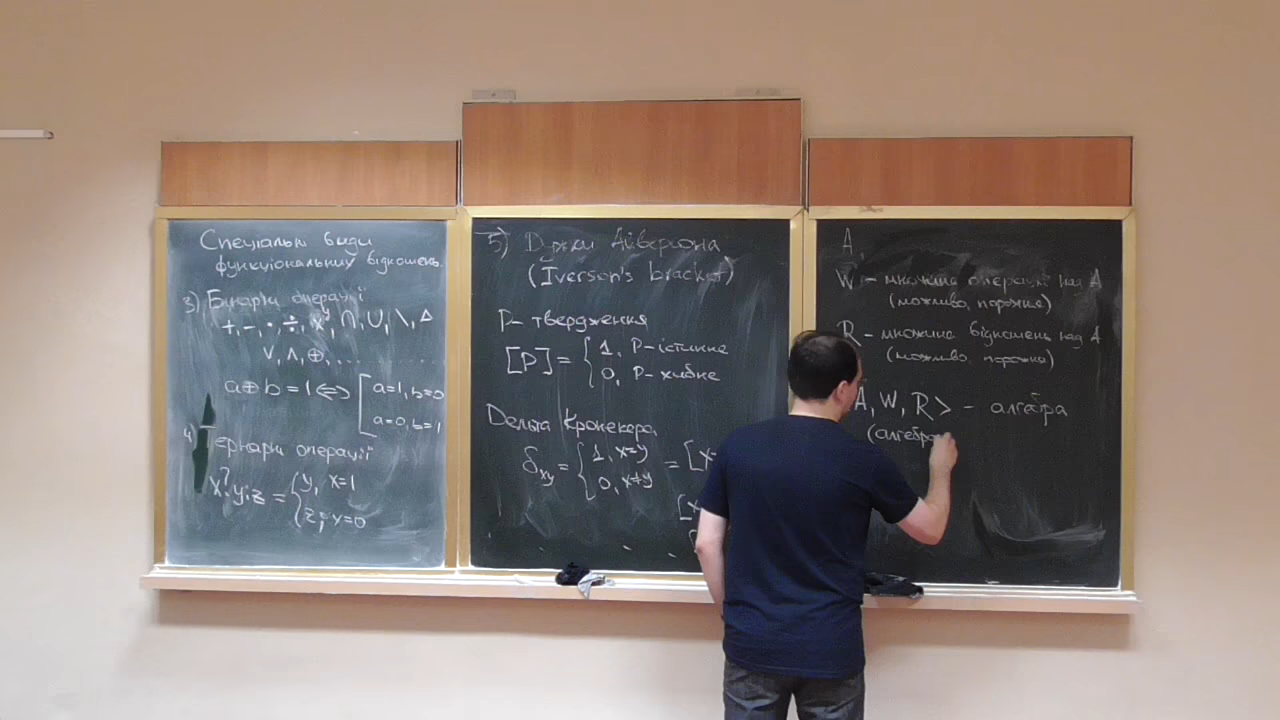 Спеціальні види
функціональних відношень.
3) Бінарні операції
+, -, ·, ÷, xʸ, ∩, ∪, \, Δ
∨, ∧, ⊕, ...........
a⊕b = 1 ⇔ [ a=1, b=0
a=0, b=1
4) Тернарні операції
x?y:z = { y, x=1
z, x=0
5) Дужки Айверсона
(Iverson's bracket)
P- твердження
[P] = { 1, P-істинне
0, P-хибне
Дельта Кронекера
δxy = { 1, x=y
0, x≠y
= [x=
[x
A,
W - множина операцій над A
(можливо, порожня)
R - множина відношень над A
(можливо, порожня)
A, W, R> - алгебра
(алгебра